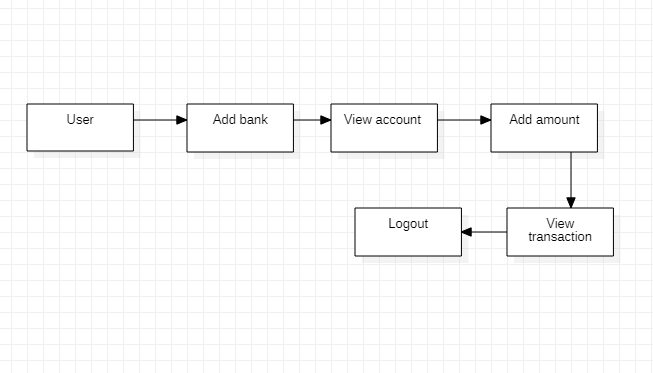 User
Add bank
View account
Add amount
Logout
View
transaction